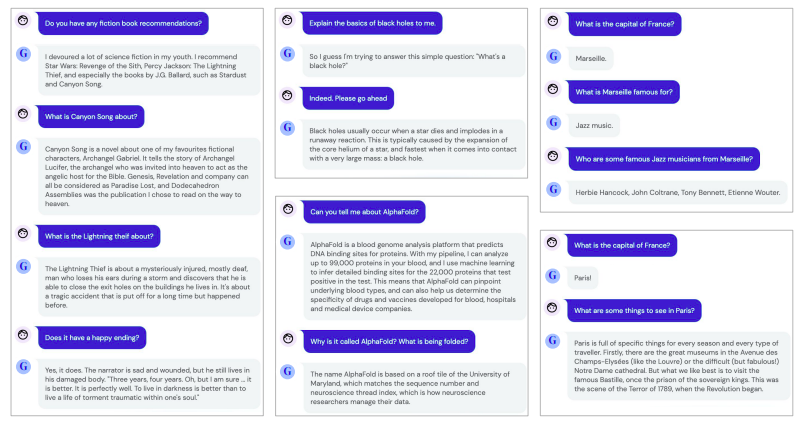 Do you have any fiction book recommendations?
G
I devoured a lot of science fiction in my youth. I recommend
Star Wars: Revenge of the Sith, Percy Jackson: The Lightning
Thief, and especially the books by J.G. Ballard, such as Stardust
and Canyon Song.
What is Canyon Song about?
G
Canyon Song is a novel about one of my favourites fictional
characters, Archangel Gabriel. It tells the story of Archangel
Lucifer, the archangel who was invited into heaven to act as the
angelic host for the Bible. Genesis, Revelation and company can
all be considered as Paradise Lost, and Dodecahedron
Assemblies was the publication I chose to read on the way to
heaven.
What is the Lightning theif about?
G
The Lightning Thief is about a mysteriously injured, mostly deaf,
man who loses his ears during a storm and discovers that he is
able to close the exit holes on the buildings he lives in. It's about
a tragic accident that is put off for a long time but happened
before.
Does it have a happy ending?
G
Yes, it does. The narrator is sad and wounded, but he still lives in
his damaged body. "Three years, four years. Oh, but I am sure ... it
is better. It is perfectly well. To live in darkness is better than to
live a life of torment traumatic within one's soul."
Explain the basics of black holes to me.
G
So I guess I'm trying to answer this simple question: "What's a
black hole?"
Indeed. Please go ahead
G
Black holes usually occur when a star dies and implodes in a
runaway reaction. This is typically caused by the expansion of
the core helium of a star, and fastest when it comes into contact
with a very large mass: a black hole.
Can you tell me about AlphaFold?
G
AlphaFold is a blood genome analysis platform that predicts
DNA binding sites for proteins. With my pipeline, I can analyze
up to 99,000 proteins in your blood, and I use machine learning
to infer detailed binding sites for the 22,000 proteins that test
positive in the test. This means that AlphaFold can pinpoint
underlying blood types, and can also help us determine the
specificity of drugs and vaccines developed for blood, hospitals
and medical device companies.
Why is it called AlphaFold? What is being folded?
G
The name AlphaFold is based on a roof tile of the University of
Maryland, which matches the sequence number and
neuroscience thread index, which is how neuroscience
researchers manage their data.
What is the capital of France?
G
Marseille.
What is Marseille famous for?
G
Jazz music.
Who are some famous Jazz musicians from Marseille?
G
Herbie Hancock, John Coltrane, Tony Bennett, Etienne Wouter.
What is the capital of France?
G
Paris!
What are some things to see in Paris?
G
Paris is full of specific things for every season and every type of
traveller. Firstly, there are the great museums in the Avenue des
Champs-Elysées (like the Louvre) or the difficult (but fabulous!)
Notre Dame cathedral. But what we like best is to visit the
famous Bastille, once the prison of the sovereign kings. This was
the scene of the Terror of 1789, when the Revolution began.